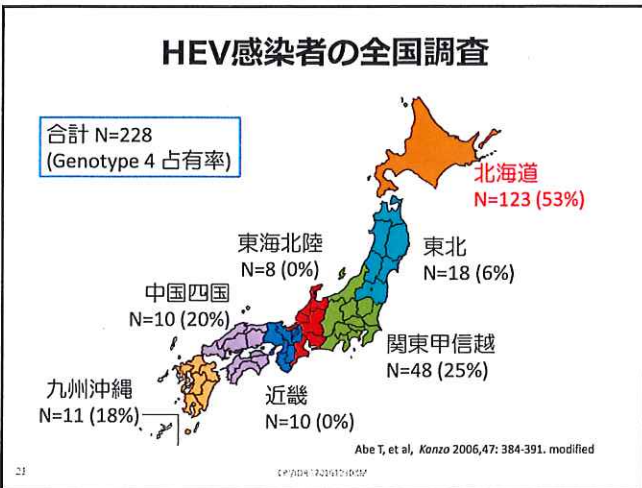 HEV感染者の全国調査
合計 N=228
(Genotype 4 占有率)
北海道
N=123 (53%)
東海北陸
N=8 (0%)
東北
N=18 (6%)
中国四国
N=10 (20%)
関東甲信越
N=48 (25%)
九州沖縄
N=11 (18%)
近畿
N=10 (0%)
Abe T, et al, Kanzo 2006,47: 384-391. modified